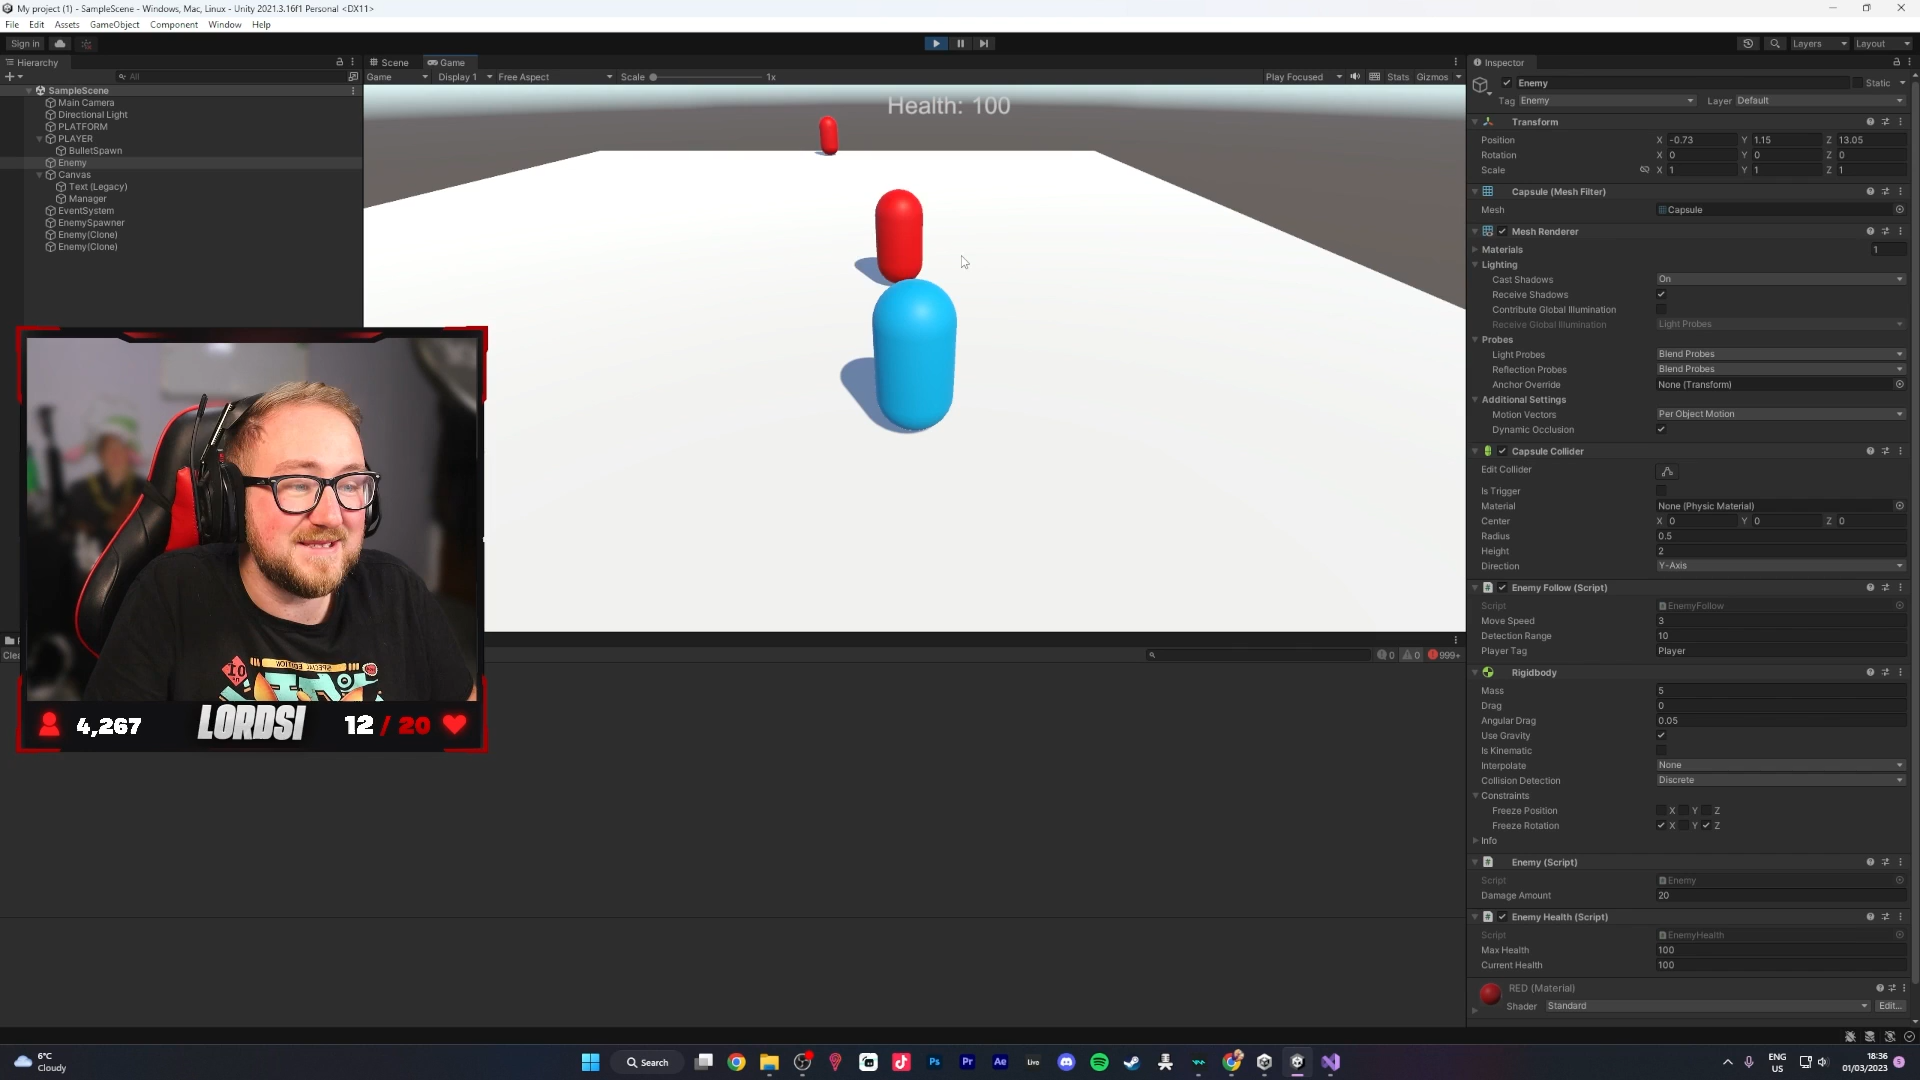 My project (1) - SampleScene - Windows, Mac, Linux - Unity 2021.3.16f1 Personal <DX11>
File Edit Assets GameObject Component Window Help
Sign in
Layers Layout
Hierarchy
All
SampleScene
Main Camera
Directional Light
PLATFORM
PLAYER
BulletSpawn
Enemy
Canvas
Text (Legacy)
Manager
EventSystem
EnemySpawner
Enemy(Clone)
Enemy(Clone)
Scene Game
Game Display 1 Free Aspect Scale 1x Play Focused Stats Gizmos
Health: 100
0 0 999+
4,267 LORDSI 12 / 20
Inspector
Enemy Static
Tag Enemy Layer Default
Transform
Position X -0.73 Y 1.15 Z 13.05
Rotation X 0 Y 0 Z 0
Scale X 1 Y 1 Z 1
Capsule (Mesh Filter)
Mesh Capsule
Mesh Renderer
Materials 1
Lighting
Cast Shadows On
Receive Shadows
Contribute Global Illumination
Receive Global Illumination Light Probes
Probes
Light Probes Blend Probes
Reflection Probes Blend Probes
Anchor Override None (Transform)
Additional Settings
Motion Vectors Per Object Motion
Dynamic Occlusion
Capsule Collider
Edit Collider
Is Trigger
Material None (Physic Material)
Center X 0 Y 0 Z 0
Radius 0.5
Height 2
Direction Y-Axis
Enemy Follow (Script)
Script EnemyFollow
Move Speed 3
Detection Range 10
Player Tag Player
Rigidbody
Mass 5
Drag 0
Angular Drag 0.05
Use Gravity
Is Kinematic
Interpolate None
Collision Detection Discrete
Constraints
Freeze Position X Y Z
Freeze Rotation X Y Z
Info
Enemy (Script)
Script Enemy
Damage Amount 20
Enemy Health (Script)
Script EnemyHealth
Max Health 100
Current Health 100
RED (Material)
Shader Standard Edit...
6°C
Cloudy
Search
Ps Pr Ae Live
ENG
US
18:36
01/03/2023
5